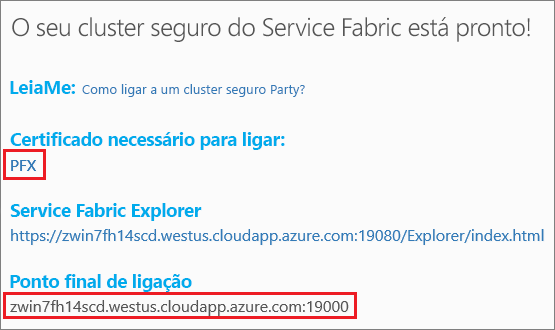 O seu cluster seguro do Service Fabric está pronto!
LeiaMe: Como ligar a um cluster seguro Party?
Certificado necessário para ligar:
PFX
Service Fabric Explorer
https://zwin7fh14scd.westus.cloudapp.azure.com:19080/Explorer/index.html
Ponto final de ligação
zwin7fh14scd.westus.cloudapp.azure.com:19000